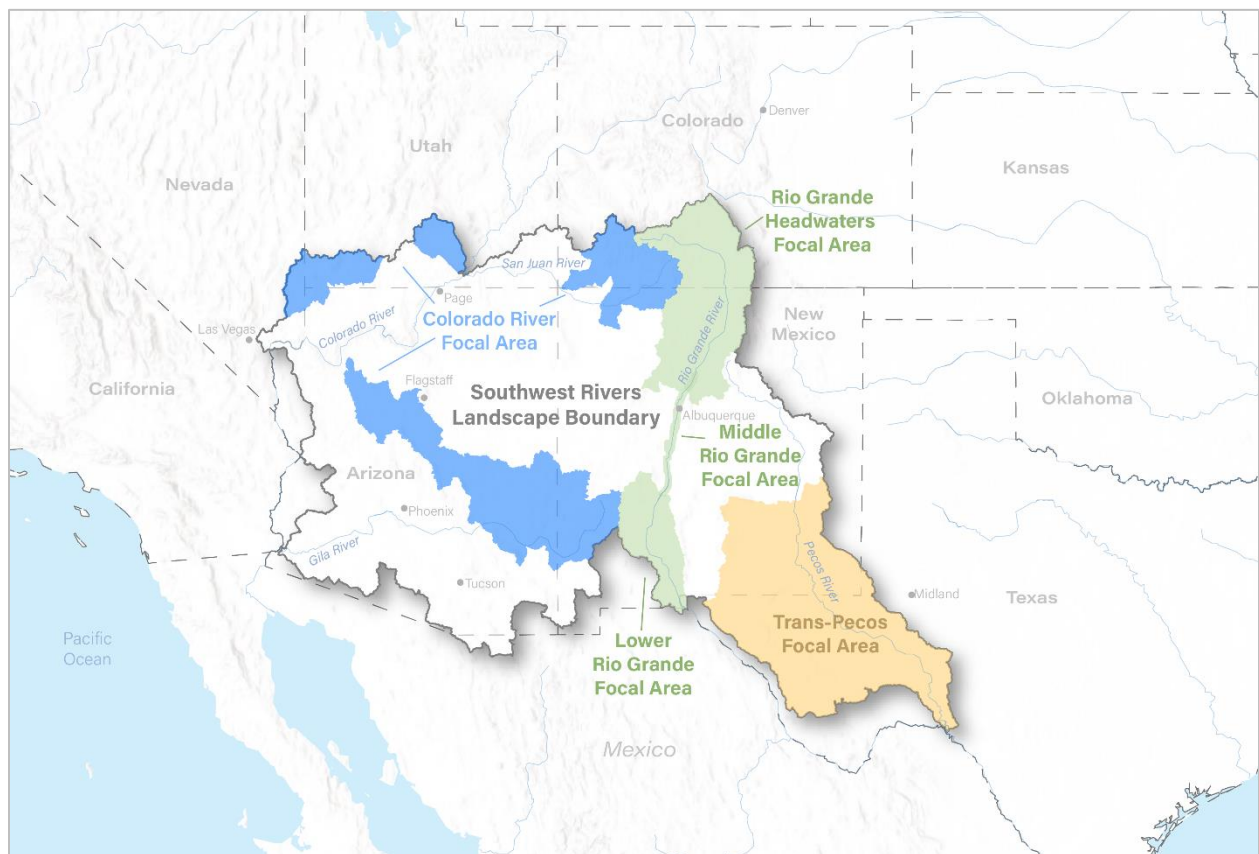 Denver
Colorado
Utah
Kansas
Nevada
Rio Grande
Headwaters
Focal Area
San Juan River
Page
New
Mexico
Las Vegas
Colorado River
Colorado River
Focal Area
Rio Grande River
California
Flagstaff
Southwest Rivers
Landscape Boundary
Albuquerque
Oklahoma
Middle
Rio Grande
Focal Area
Arizona
Phoenix
Gila River
Pecos River
Tucson
Midland
Texas
Pacific
Ocean
Trans-Pecos
Focal Area
Lower
Rio Grande
Focal Area
Mexico